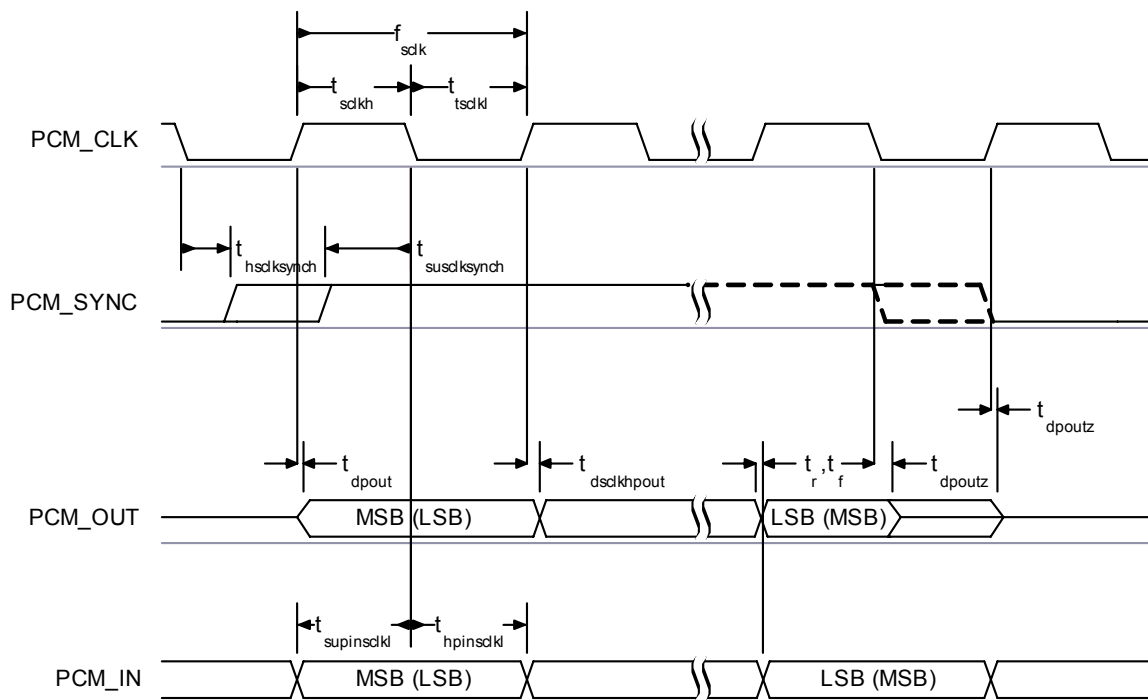 f sclk
t sclkh
tsclkl
PCM_CLK
t hsclksynch
t susclksynch
PCM_SYNC
t dpoutz
t dpout
t dsclkhpout
t r ,t f
t dpoutz
PCM_OUT
MSB (LSB)
LSB (MSB)
t supinsclkl
t hpinsclkl
PCM_IN
MSB (LSB)
LSB (MSB)